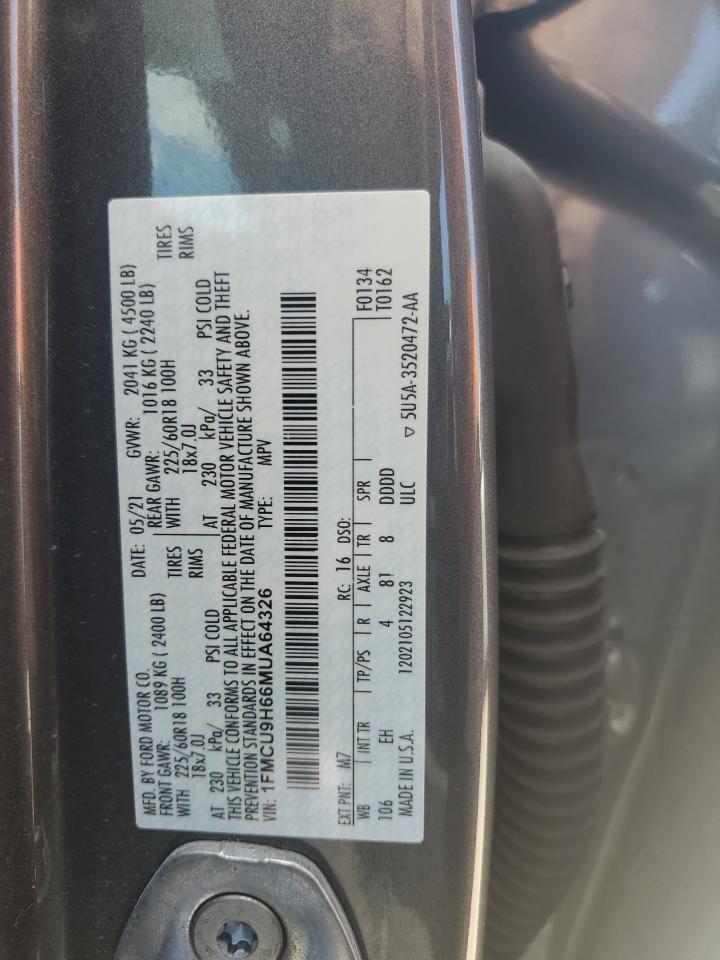 MFD. BY FORD MOTOR CO. DATE: 05/21 GVWR: 2041 KG ( 4500 LB)
FRONT GAWR: 1089 KG ( 2400 LB) REAR GAWR: 1016 KG ( 2240 LB)
WITH 225/60R18 100H TIRES WITH 225/60R18 100H TIRES
18x7.0J RIMS 18x7.0J RIMS
AT 230 kPa/ 33 PSI COLD AT 230 kPa/ 33 PSI COLD
THIS VEHICLE CONFORMS TO ALL APPLICABLE FEDERAL MOTOR VEHICLE SAFETY AND THEFT
PREVENTION STANDARDS IN EFFECT ON THE DATE OF MANUFACTURE SHOWN ABOVE.
VIN: 1FMCU9H66MUA64326 TYPE: MPV
EXT PNT: M7 RC: 16 DSO: F0134
WB INT TR TP/PS R AXLE TR SPR T0162
106 EH 4 81 8 DDDD
MADE IN U.S.A. 1202105122923 ULC ▽ 5U5A-3520472-AA